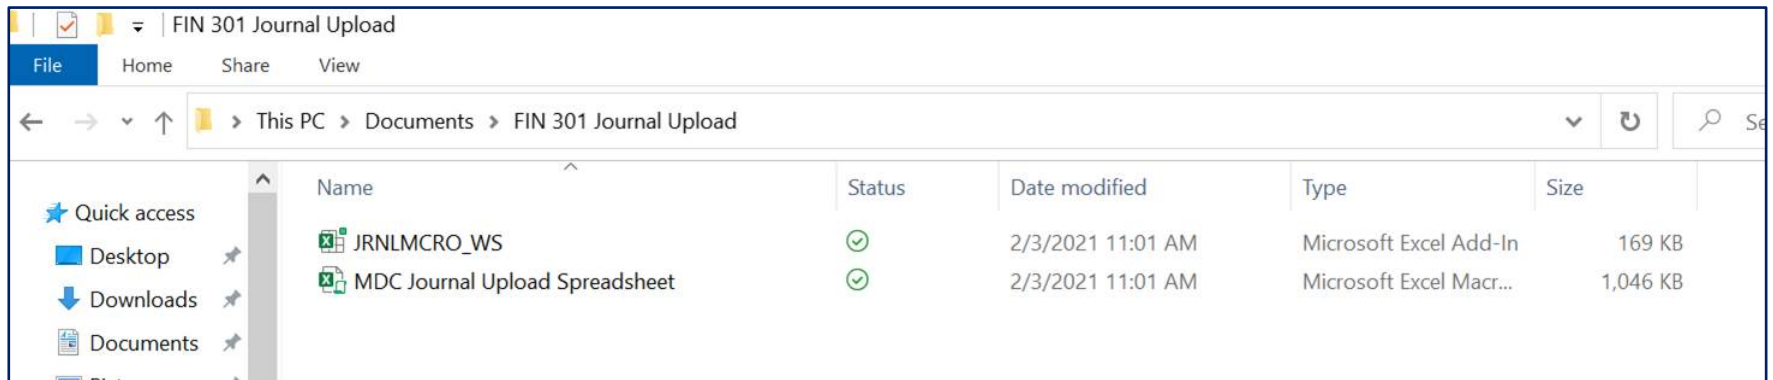 FIN 301 Journal Upload
File Home Share View
This PC > Documents > FIN 301 Journal Upload
Name Status Date modified Type Size
Quick access
JRNLMCRO_WS 2/3/2021 11:01 AM Microsoft Excel Add-In 169 KB
Desktop
MDC Journal Upload Spreadsheet 2/3/2021 11:01 AM Microsoft Excel Macr... 1,046 KB
Downloads
Documents